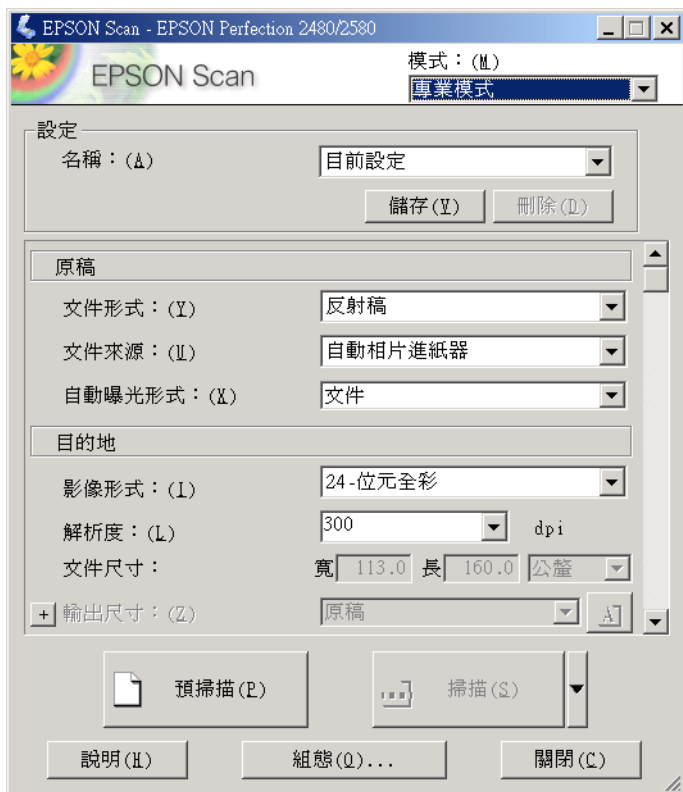 EPSON Scan - EPSON Perfection 2480/2580
EPSON Scan
模式：(M)
專業模式
設定
名稱：(A)
目前設定
儲存(V)
刪除(D)
原稿
文件形式：(Y)
反射稿
文件來源：(U)
自動相片進紙器
自動曝光形式：(X)
文件
目的地
影像形式：(I)
24-位元全彩
解析度：(L)
300
dpi
文件尺寸：
寬 113.0 長 160.0 公釐
+ 輸出尺寸：(Z)
原稿
預掃描(P)
掃描(S)
說明(H)
組態(O)...
關閉(C)